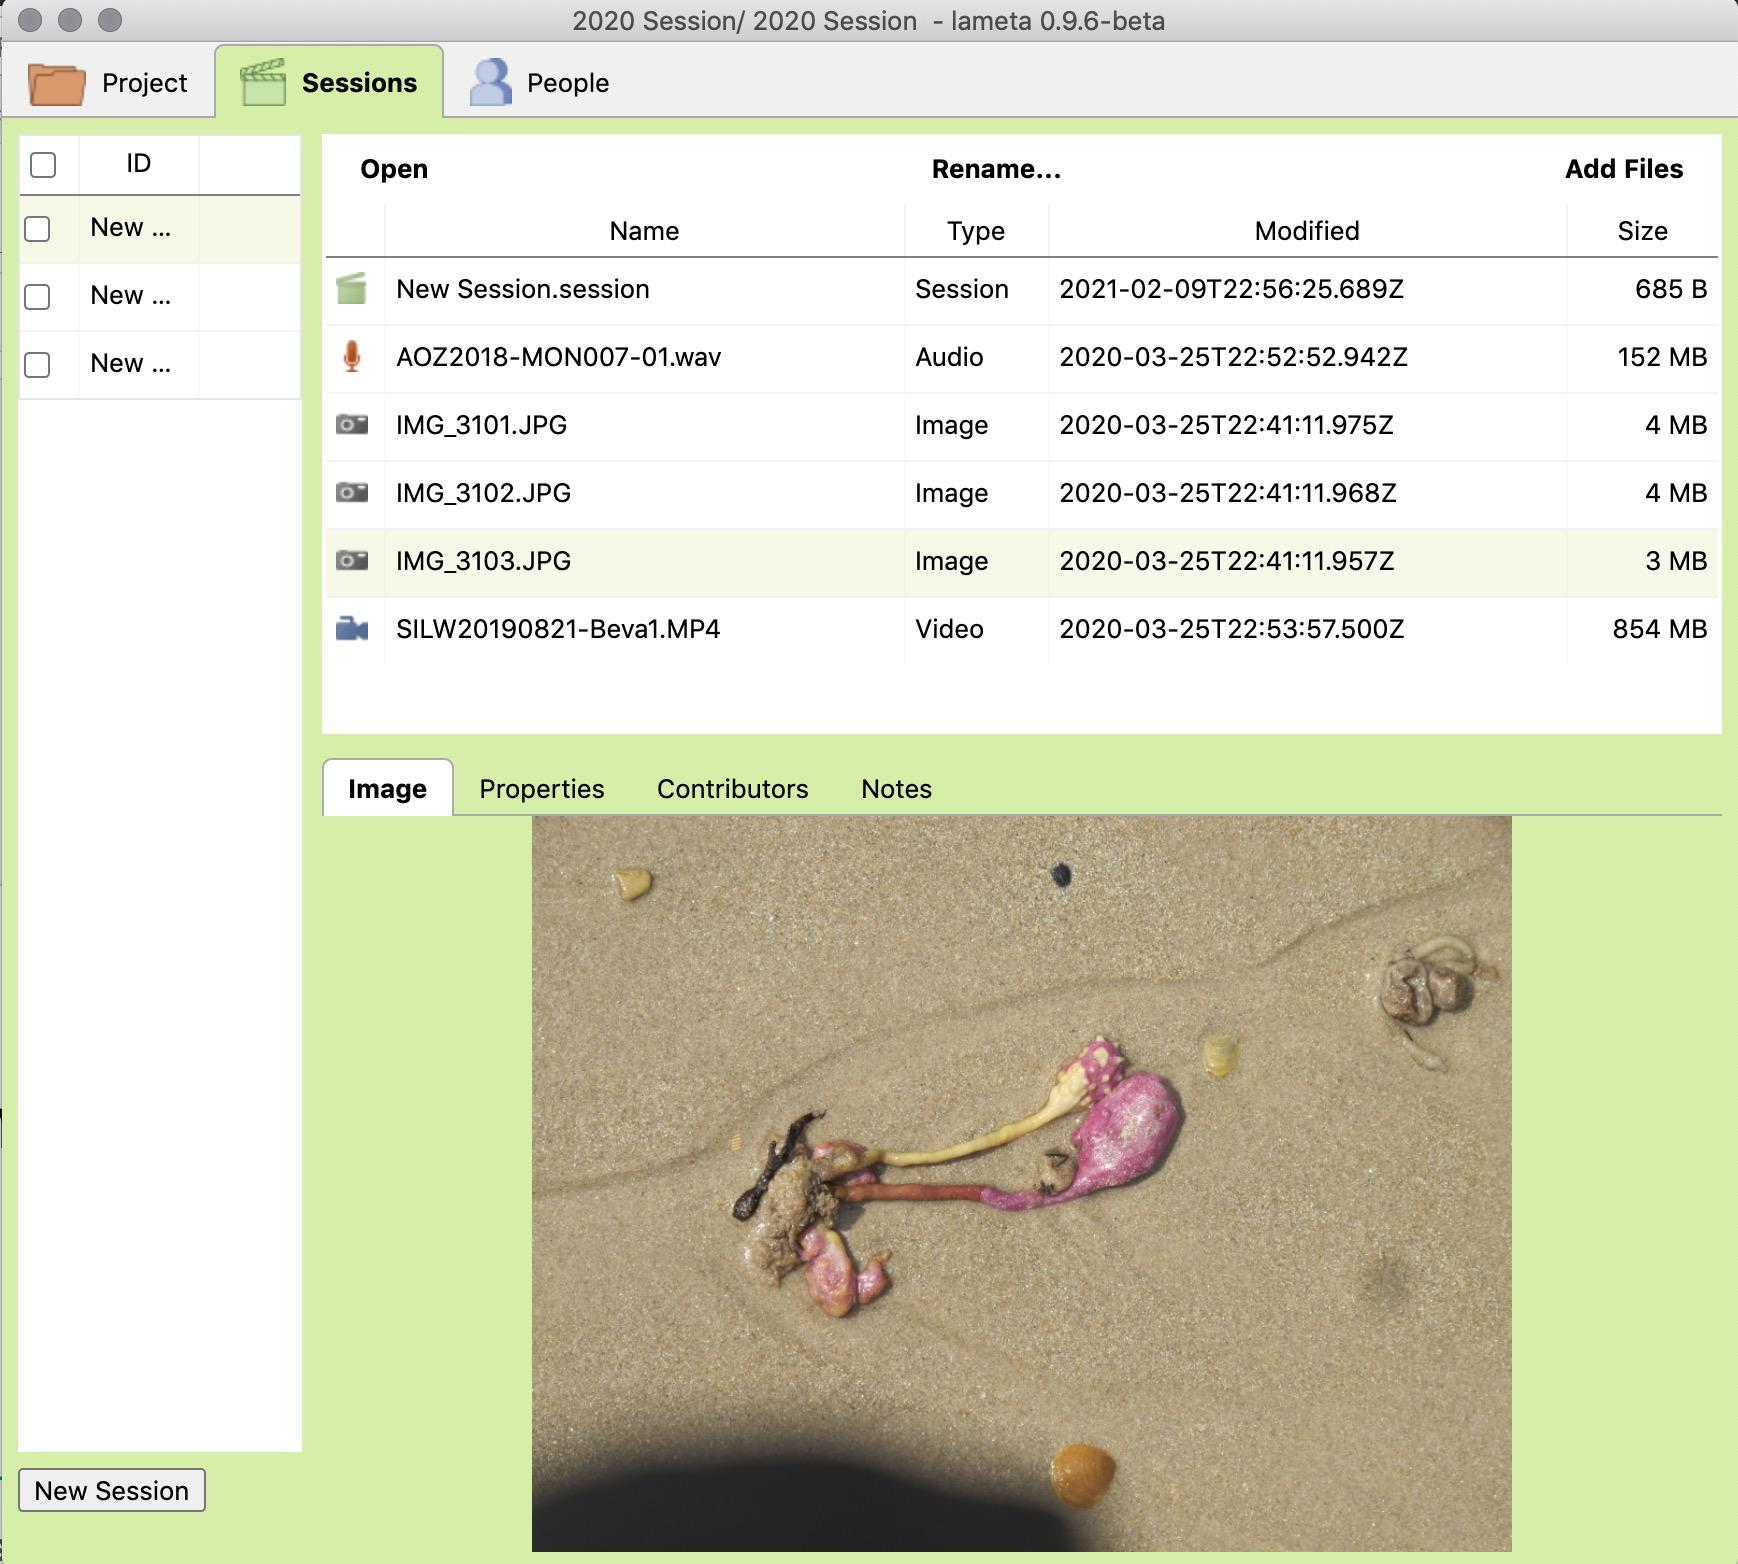 2020 Session/ 2020 Session - lameta 0.9.6-beta
Project Sessions People
ID
New ...
New ...
New ...
Open Rename... Add Files
Name Type Modified Size
New Session.session Session 2021-02-09T22:56:25.689Z 685 B
AOZ2018-MON007-01.wav Audio 2020-03-25T22:52:52.942Z 152 MB
IMG_3101.JPG Image 2020-03-25T22:41:11.975Z 4 MB
IMG_3102.JPG Image 2020-03-25T22:41:11.968Z 4 MB
IMG_3103.JPG Image 2020-03-25T22:41:11.957Z 3 MB
SILW20190821-Beva1.MP4 Video 2020-03-25T22:53:57.500Z 854 MB
Image Properties Contributors Notes
New Session